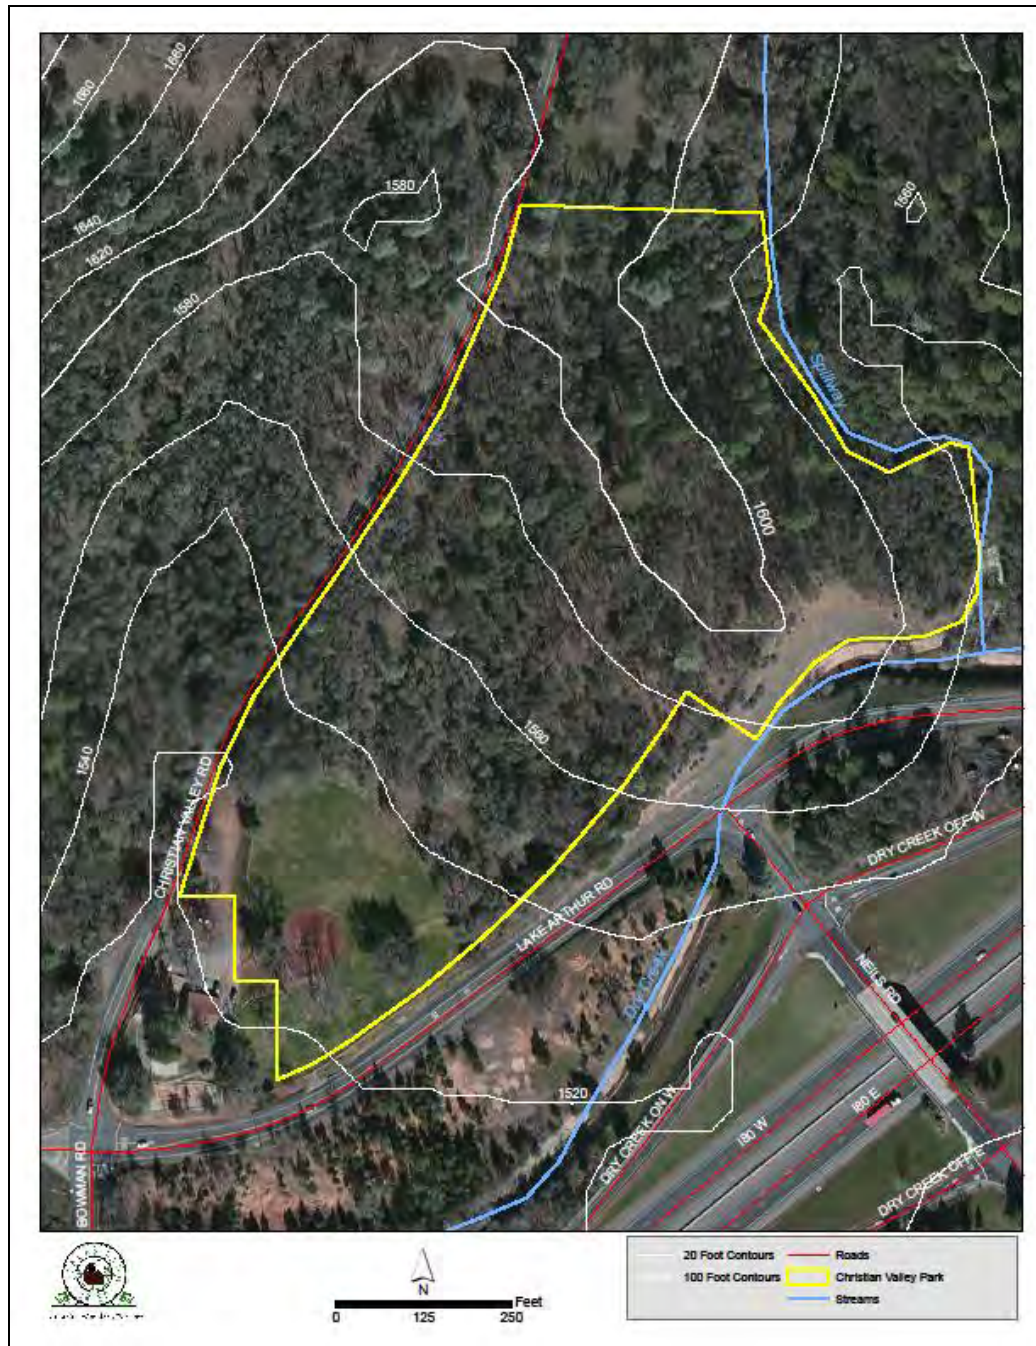 1680
1660
1660
1640
1620
1580
1580
1560
Spillway
1600
1560
1540
CHRISTIAN VALLEY RD
LAKE ARTHUR RD
DRY CREEK OFF W
NEILS RD
Dry Creek
1520
DRY CREEK ON W
I80 W
I80 E
DRY CREEK OFF E
BOWMAN RD
N
Feet
0 125 250
20 Foot Contours
100 Foot Contours
Roads
Christian Valley Park
Streams